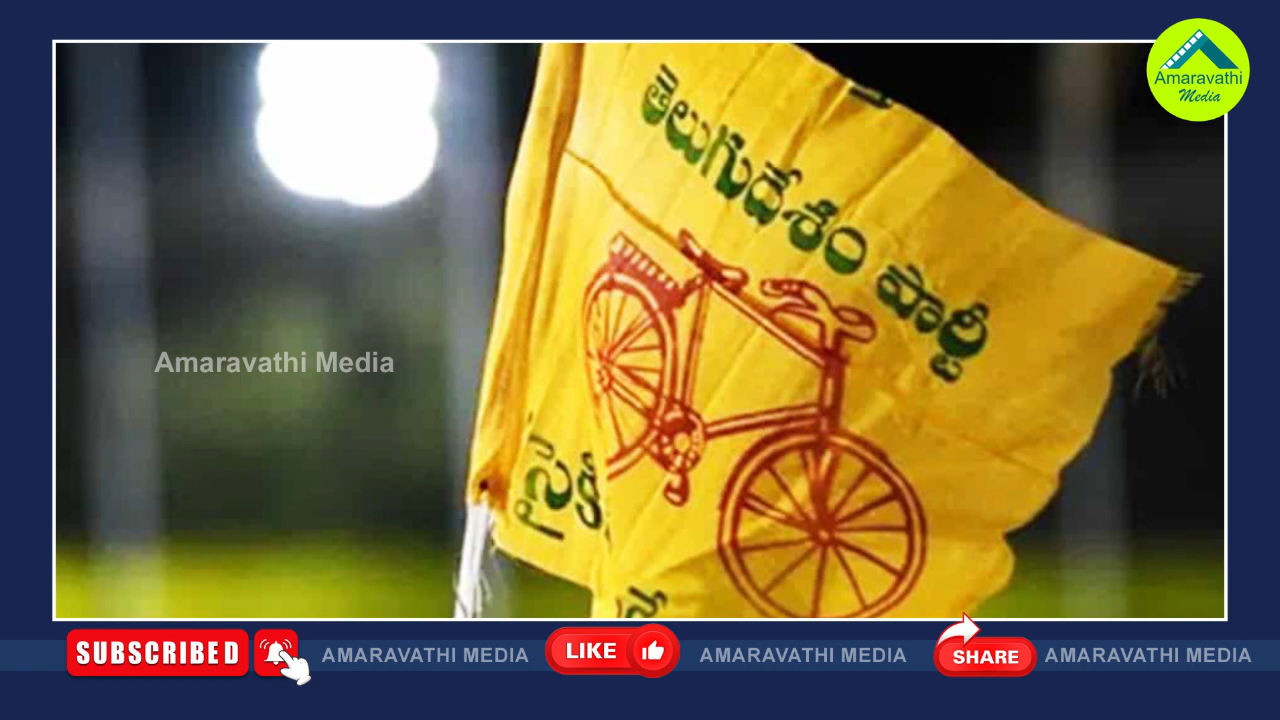 Amaravathi
Media
తెలుగుదేశం పార్టీ
Amaravathi Media
SUBSCRIBED
AMARAVATHI MEDIA
LIKE
AMARAVATHI MEDIA
SHARE
AMARAVATHI MEDIA